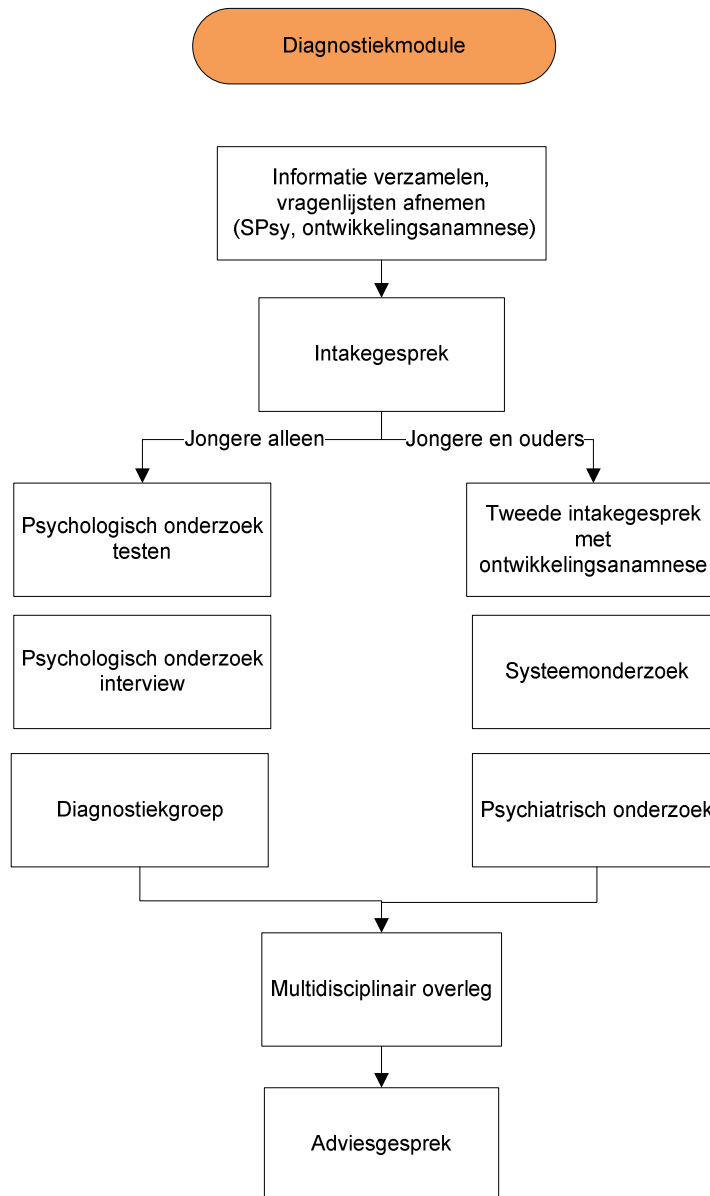 Diagnostiekmodule
Informatie verzamelen,
vragenlijsten afnemen
(SPsy, ontwikkelingsanamnese)
Intakegesprek
Jongere alleen
Jongere en ouders
Psychologisch onderzoek
testen
Tweede intakegesprek
met
ontwikkelingsanamnese
Psychologisch onderzoek
interview
Systeemonderzoek
Diagnostiekgroep
Psychiatrisch onderzoek
Multidisciplinair overleg
Adviesgesprek